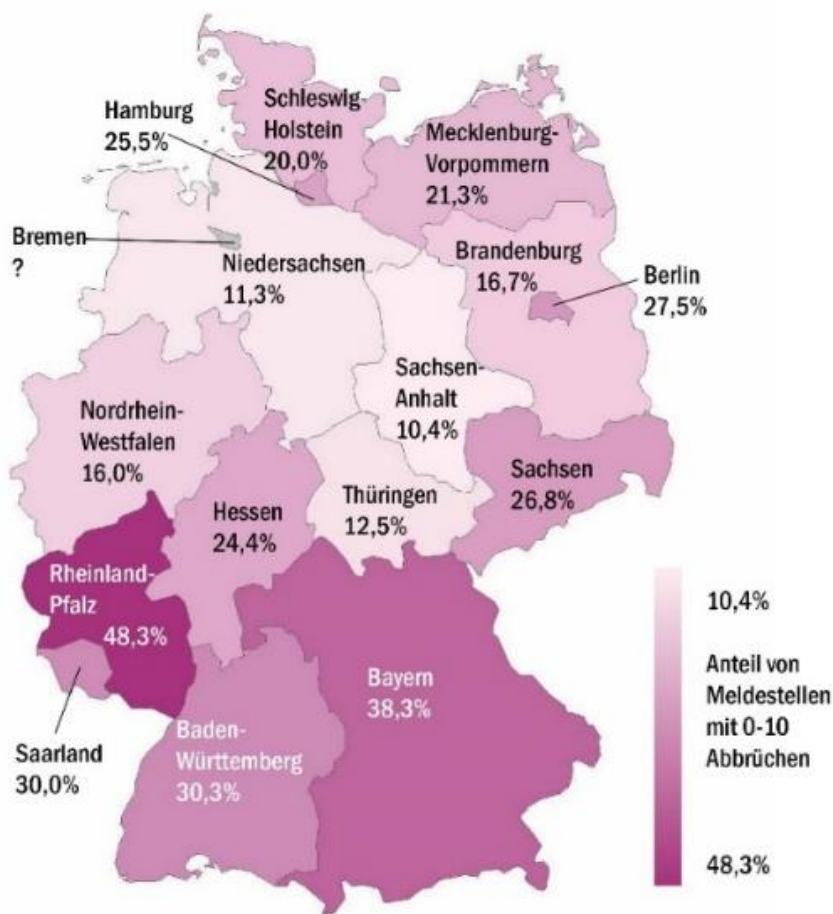 Hamburg
25,5%
Schleswig-
Holstein
20,0%
Mecklenburg-
Vorpommern
21,3%
Bremen
?
Niedersachsen
11,3%
Brandenburg
16,7%
Berlin
27,5%
Sachsen-
Anhalt
10,4%
Nordrhein-
Westfalen
16,0%
Hessen
24,4%
Thüringen
12,5%
Sachsen
26,8%
Rheinland-
Pfalz
48,3%
Saarland
30,0%
Baden-
Württemberg
30,3%
Bayern
38,3%
10,4%
Anteil von
Meldestellen
mit 0-10
Abbrüchen
48,3%